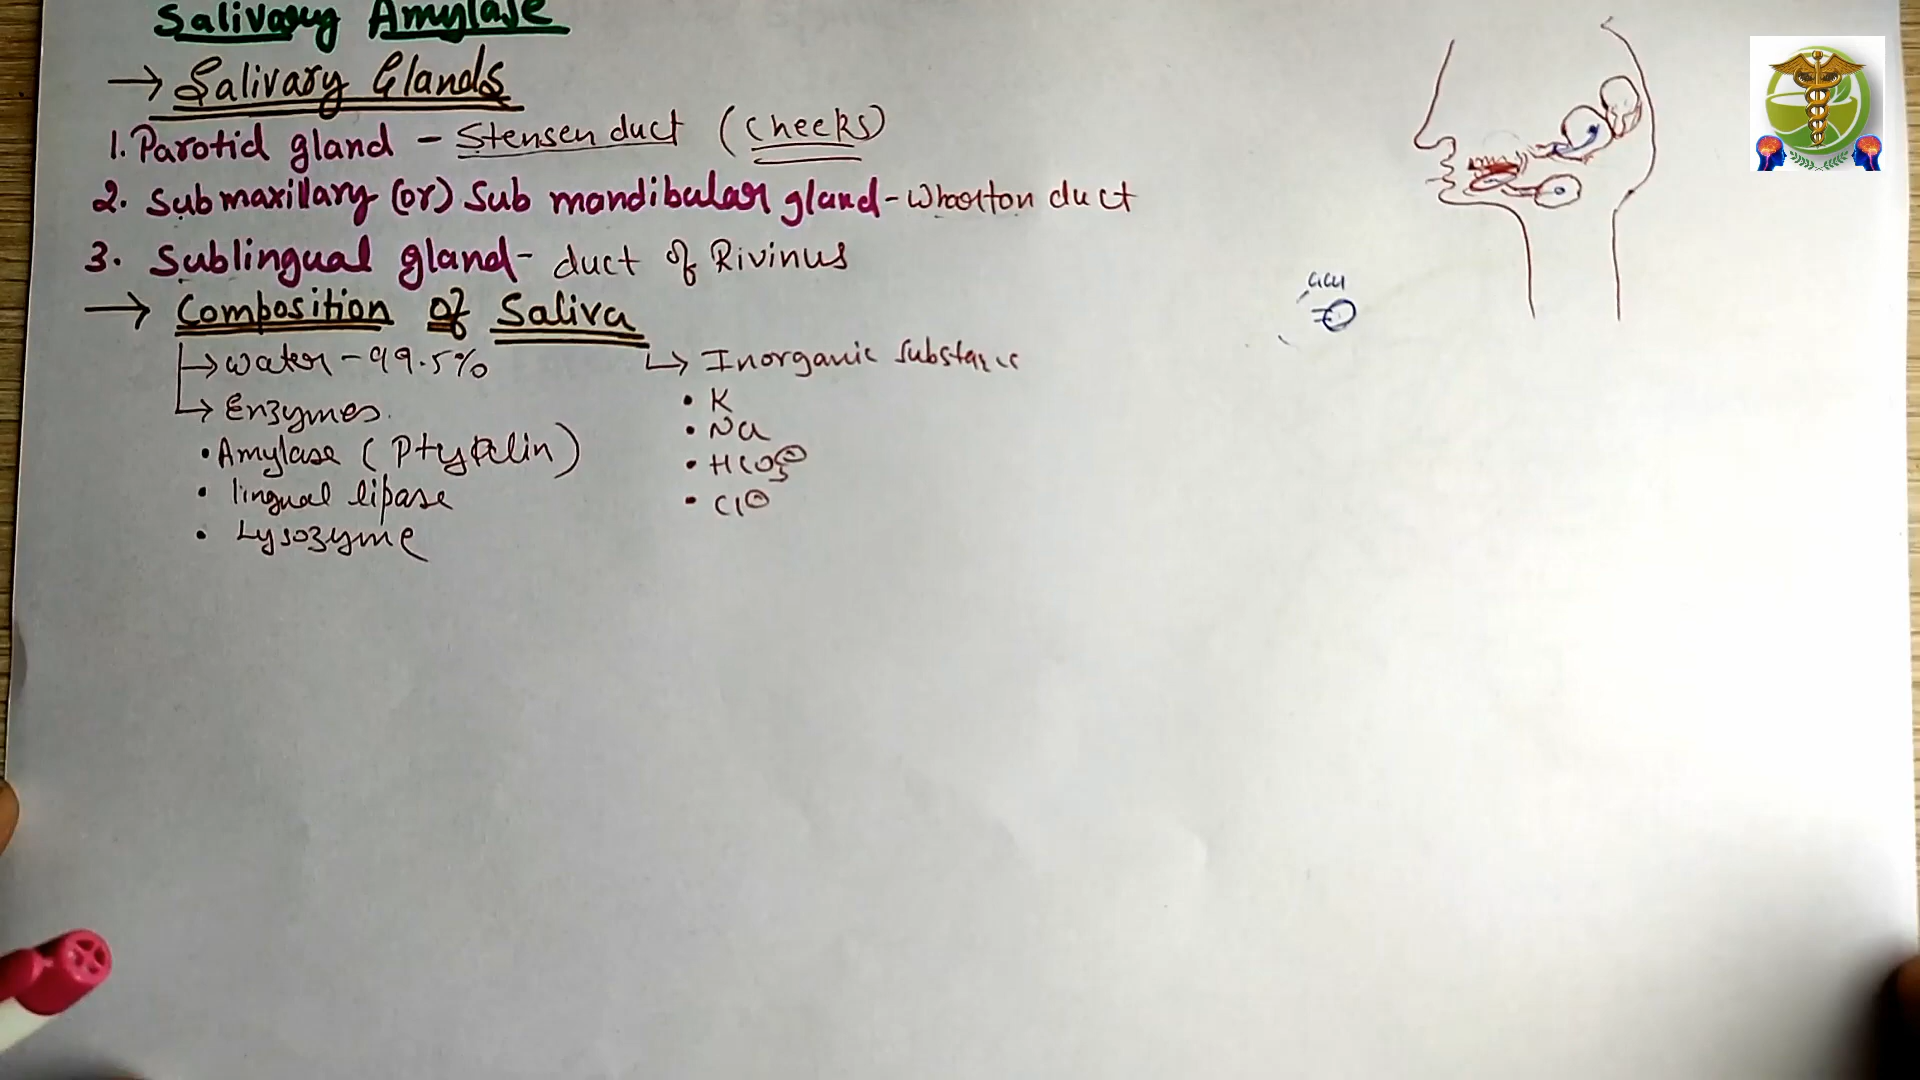 Salivary Amylase
→ Salivary Glands
1. Parotid gland - Stensen duct (cheeks)
2. Submaxillary (or) Sub mandibular gland - Wharton duct
3. Sublingual gland - duct of Rivinus
→ Composition of Saliva
→ Water - 99.5%
→ Enzymes.
• Amylase (Ptyalin)
• lingual lipase
• Lysozyme
→ Inorganic substance
• K
• Na
• HCO3⊖
• Cl⊖